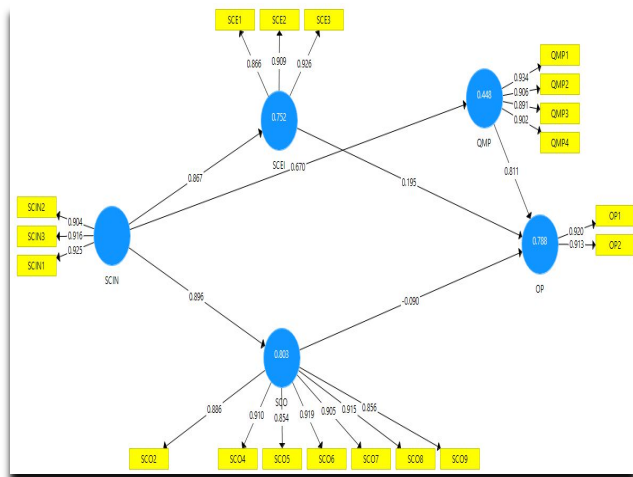 SCE1 SCE2 SCE3
0.866 0.909 0.926
0.752
SCEI
QMP1
QMP2
QMP3
QMP4
0.934
0.906
0.891
0.902
0.448
QMP
0.867
0.670
0.195
0.811
SCIN2
SCIN3
SCIN1
0.904
0.916
0.925
SCIN
OP1
OP2
0.920
0.913
0.788
OP
0.896
-0.090
0.803
SCO
0.886 0.910 0.854 0.919 0.905 0.915 0.856
SCO2 SCO4 SCO5 SCO6 SCO7 SCO8 SCO9